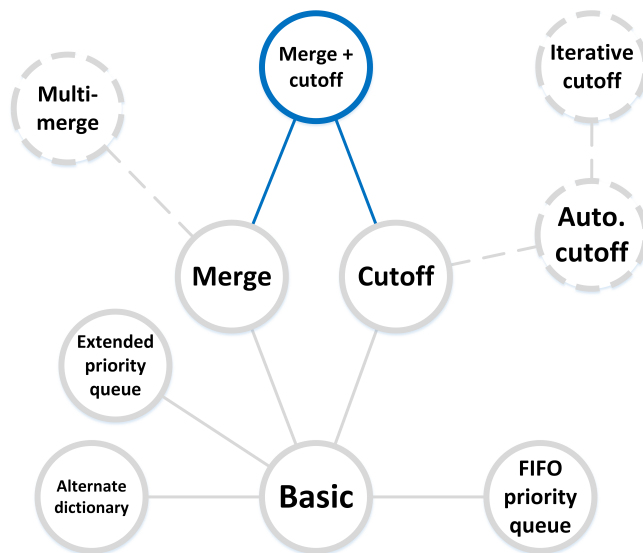 Merge +
cutoff
Iterative
cutoff
Multi-
merge
Auto.
cutoff
Merge
Cutoff
Extended
priority
queue
Alternate
dictionary
Basic
FIFO
priority
queue